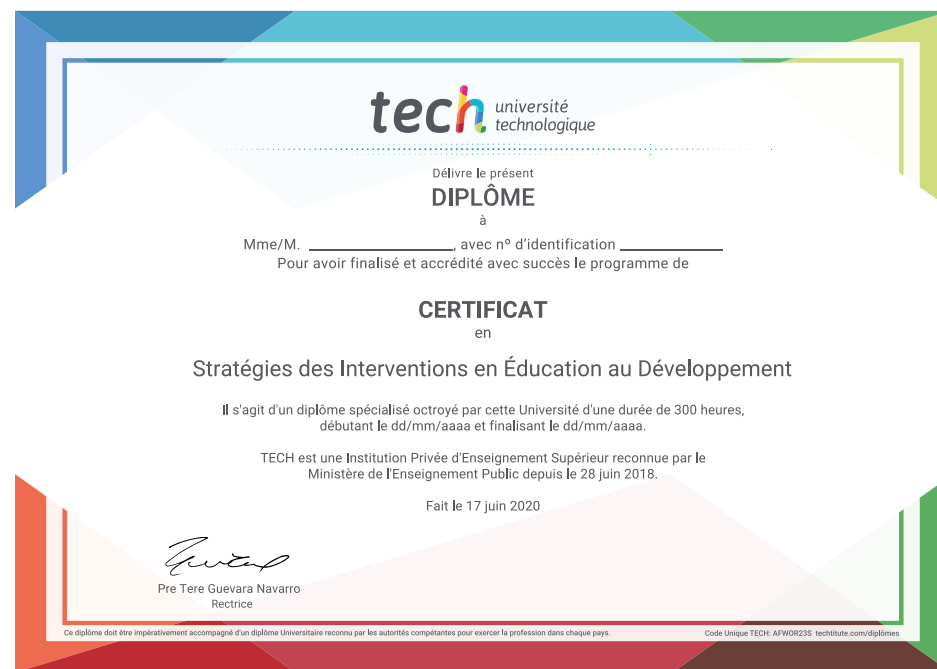 tech université
technologique
Délivre le présent
DIPLÔME
à
Mme/M. ____________, avec nº d'identification ____________
Pour avoir finalisé et accrédité avec succès le programme de
CERTIFICAT
en
Stratégies des Interventions en Éducation au Développement
Il s'agit d'un diplôme spécialisé octroyé par cette Université d'une durée de 300 heures,
débutant le dd/mm/aaaa et finalisant le dd/mm/aaaa.
TECH est une Institution Privée d'Enseignement Supérieur reconnue par le
Ministère de l'Enseignement Public depuis le 28 juin 2018.
Fait le 17 juin 2020
Pre Tere Guevara Navarro
Rectrice
Ce diplôme doit être impérativement accompagné d'un diplôme Universitaire reconnu par les autorités compétantes pour exercer la profession dans chaque pays.
Code Unique TECH: AFWOR23S techtitute.com/diplômes